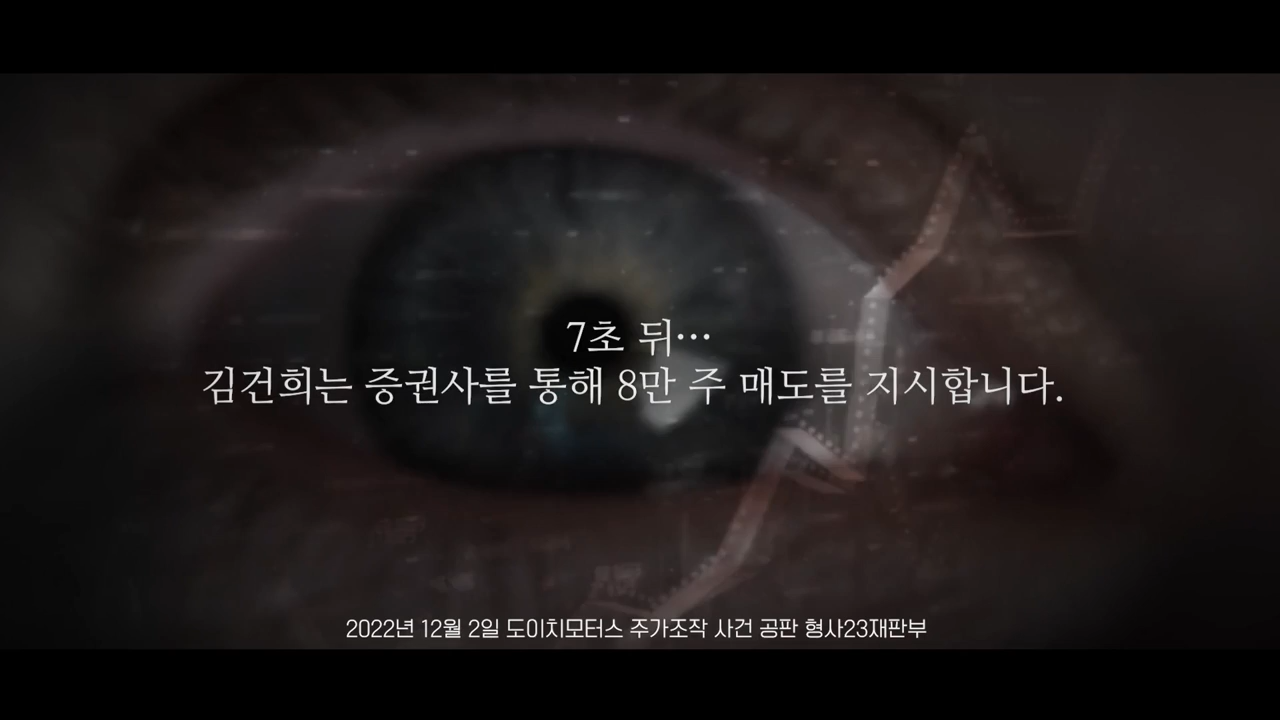 7초 뒤…
김건희는 증권사를 통해 8만 주 매도를 지시합니다.
2022년 12월 2일 도이치모터스 주가조작 사건 공판 형사23재판부